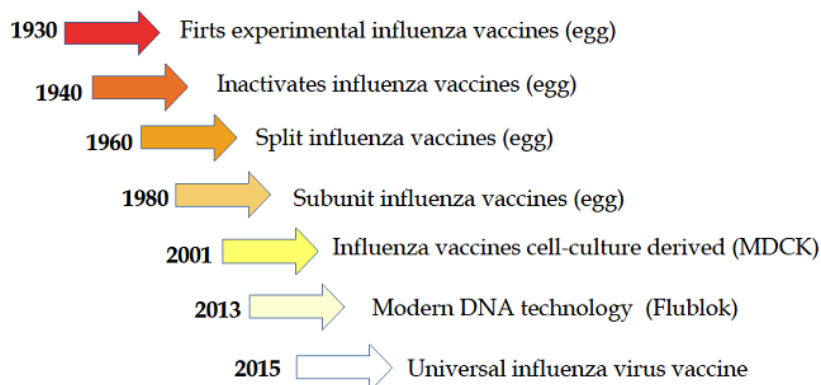 1930 Firts experimental influenza vaccines (egg)
1940 Inactivates influenza vaccines (egg)
1960 Split influenza vaccines (egg)
1980 Subunit influenza vaccines (egg)
2001 Influenza vaccines cell-culture derived (MDCK)
2013 Modern DNA technology (Flublok)
2015 Universal influenza virus vaccine